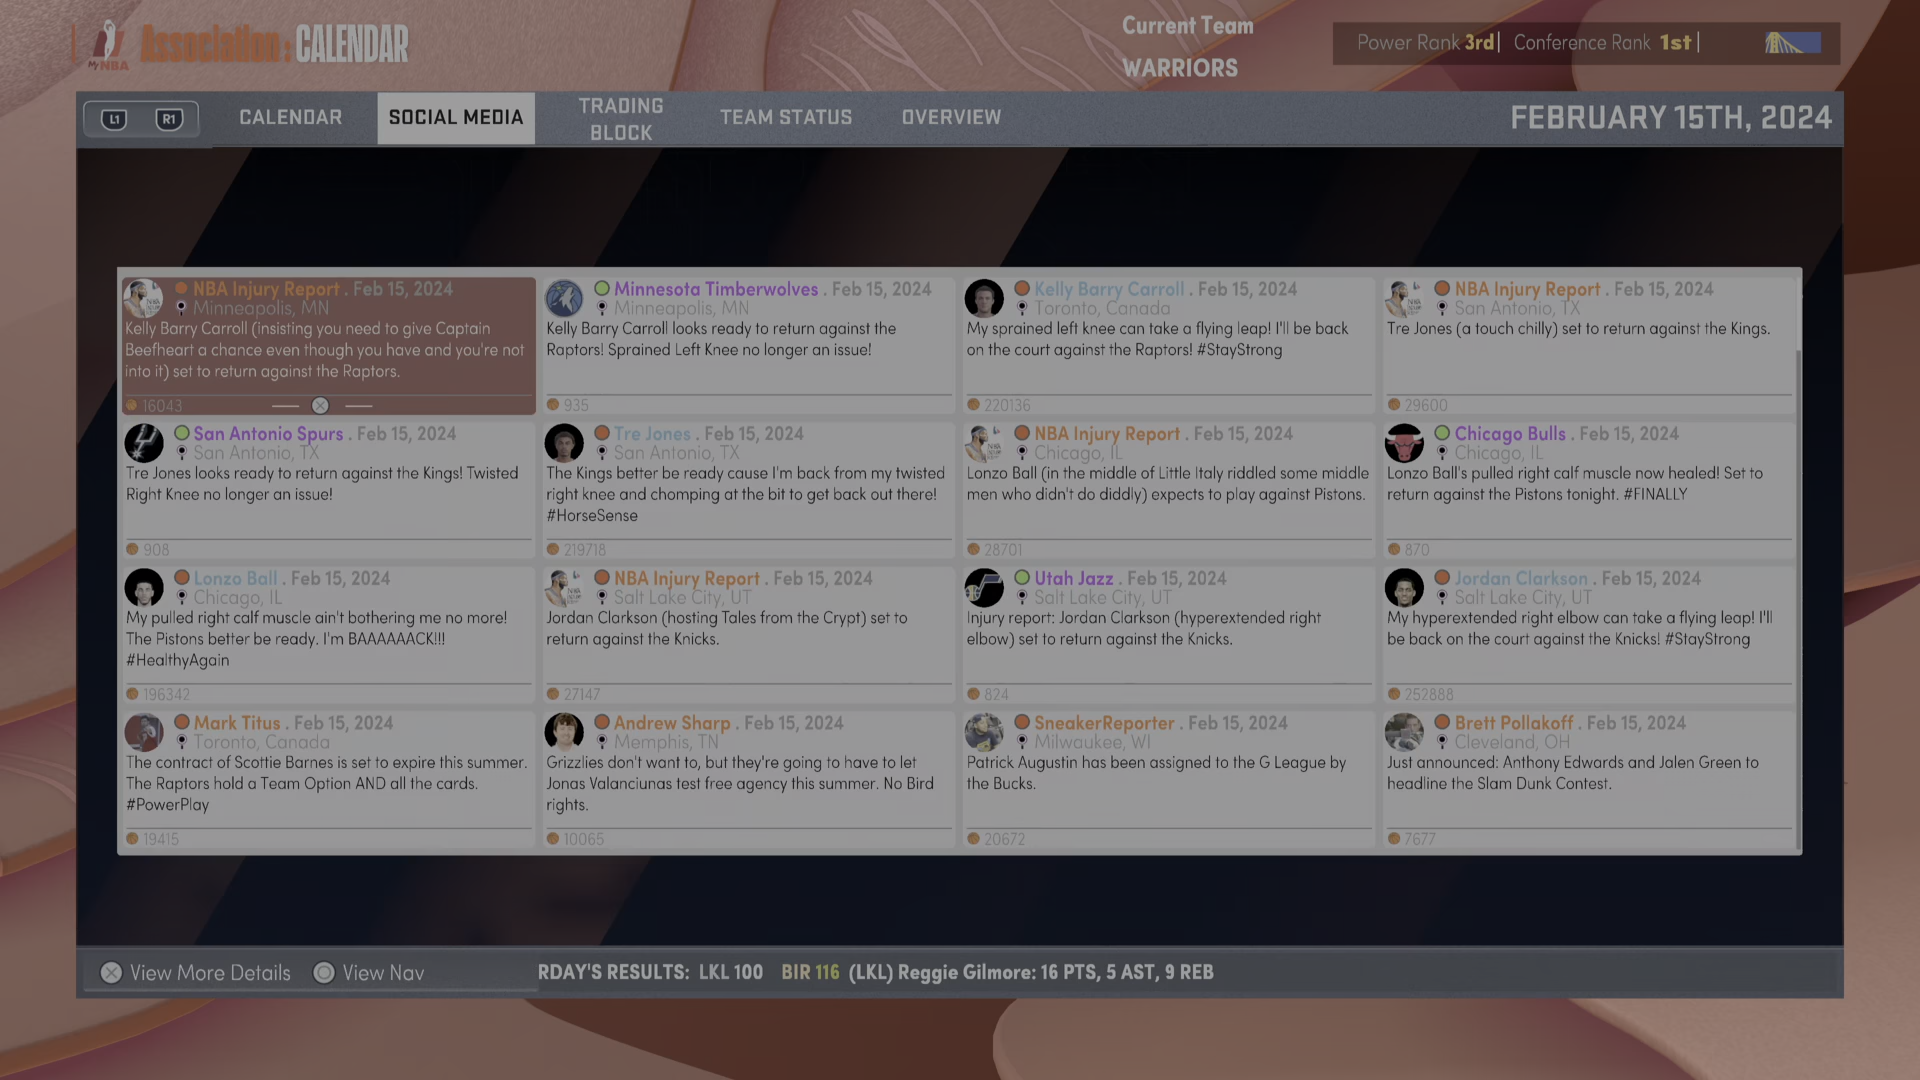 MyNBA
Association: CALENDAR
Current Team
WARRIORS
Power Rank 3rd| Conference Rank 1st|
L1 R1
CALENDAR
SOCIAL MEDIA
TRADING
BLOCK
TEAM STATUS
OVERVIEW
FEBRUARY 15TH, 2024
NBA Injury Report . Feb 15, 2024
Minneapolis, MN
Kelly Barry Carroll (insisting you need to give Captain
Beefheart a chance even though you have and you're not
into it) set to return against the Raptors.
16043
Minnesota Timberwolves . Feb 15, 2024
Minneapolis, MN
Kelly Barry Carroll looks ready to return against the
Raptors! Sprained Left Knee no longer an issue!
935
Kelly Barry Carroll . Feb 15, 2024
Toronto, Canada
My sprained left knee can take a flying leap! I'll be back
on the court against the Raptors! #StayStrong
220136
NBA Injury Report . Feb 15, 2024
San Antonio, TX
Tre Jones (a touch chilly) set to return against the Kings.
29600
San Antonio Spurs . Feb 15, 2024
San Antonio, TX
Tre Jones looks ready to return against the Kings! Twisted
Right Knee no longer an issue!
908
Tre Jones . Feb 15, 2024
San Antonio, TX
The Kings better be ready cause I'm back from my twisted
right knee and chomping at the bit to get back out there!
#HorseSense
219718
NBA Injury Report . Feb 15, 2024
Chicago, IL
Lonzo Ball (in the middle of Little Italy riddled some middle
men who didn't do diddly) expects to play against Pistons.
28701
Chicago Bulls . Feb 15, 2024
Chicago, IL
Lonzo Ball's pulled right calf muscle now healed! Set to
return against the Pistons tonight. #FINALLY
870
Lonzo Ball . Feb 15, 2024
Chicago, IL
My pulled right calf muscle ain't bothering me no more!
The Pistons better be ready. I'm BAAAAAACK!!!
#HealthyAgain
196342
NBA Injury Report . Feb 15, 2024
Salt Lake City, UT
Jordan Clarkson (hosting Tales from the Crypt) set to
return against the Knicks.
27147
Utah Jazz . Feb 15, 2024
Salt Lake City, UT
Injury report: Jordan Clarkson (hyperextended right
elbow) set to return against the Knicks.
824
Jordan Clarkson . Feb 15, 2024
Salt Lake City, UT
My hyperextended right elbow can take a flying leap! I'll
be back on the court against the Knicks! #StayStrong
252888
Mark Titus . Feb 15, 2024
Toronto, Canada
The contract of Scottie Barnes is set to expire this summer.
The Raptors hold a Team Option AND all the cards.
#PowerPlay
19415
Andrew Sharp . Feb 15, 2024
Memphis, TN
Grizzlies don't want to, but they're going to have to let
Jonas Valanciunas test free agency this summer. No Bird
rights.
10065
SneakerReporter . Feb 15, 2024
Milwaukee, WI
Patrick Augustin has been assigned to the G League by
the Bucks.
20672
Brett Pollakoff . Feb 15, 2024
Cleveland, OH
Just announced: Anthony Edwards and Jalen Green to
headline the Slam Dunk Contest.
7677
View More Details
View Nav
RDAY'S RESULTS: LKL 100 BIR 116 (LKL) Reggie Gilmore: 16 PTS, 5 AST, 9 REB